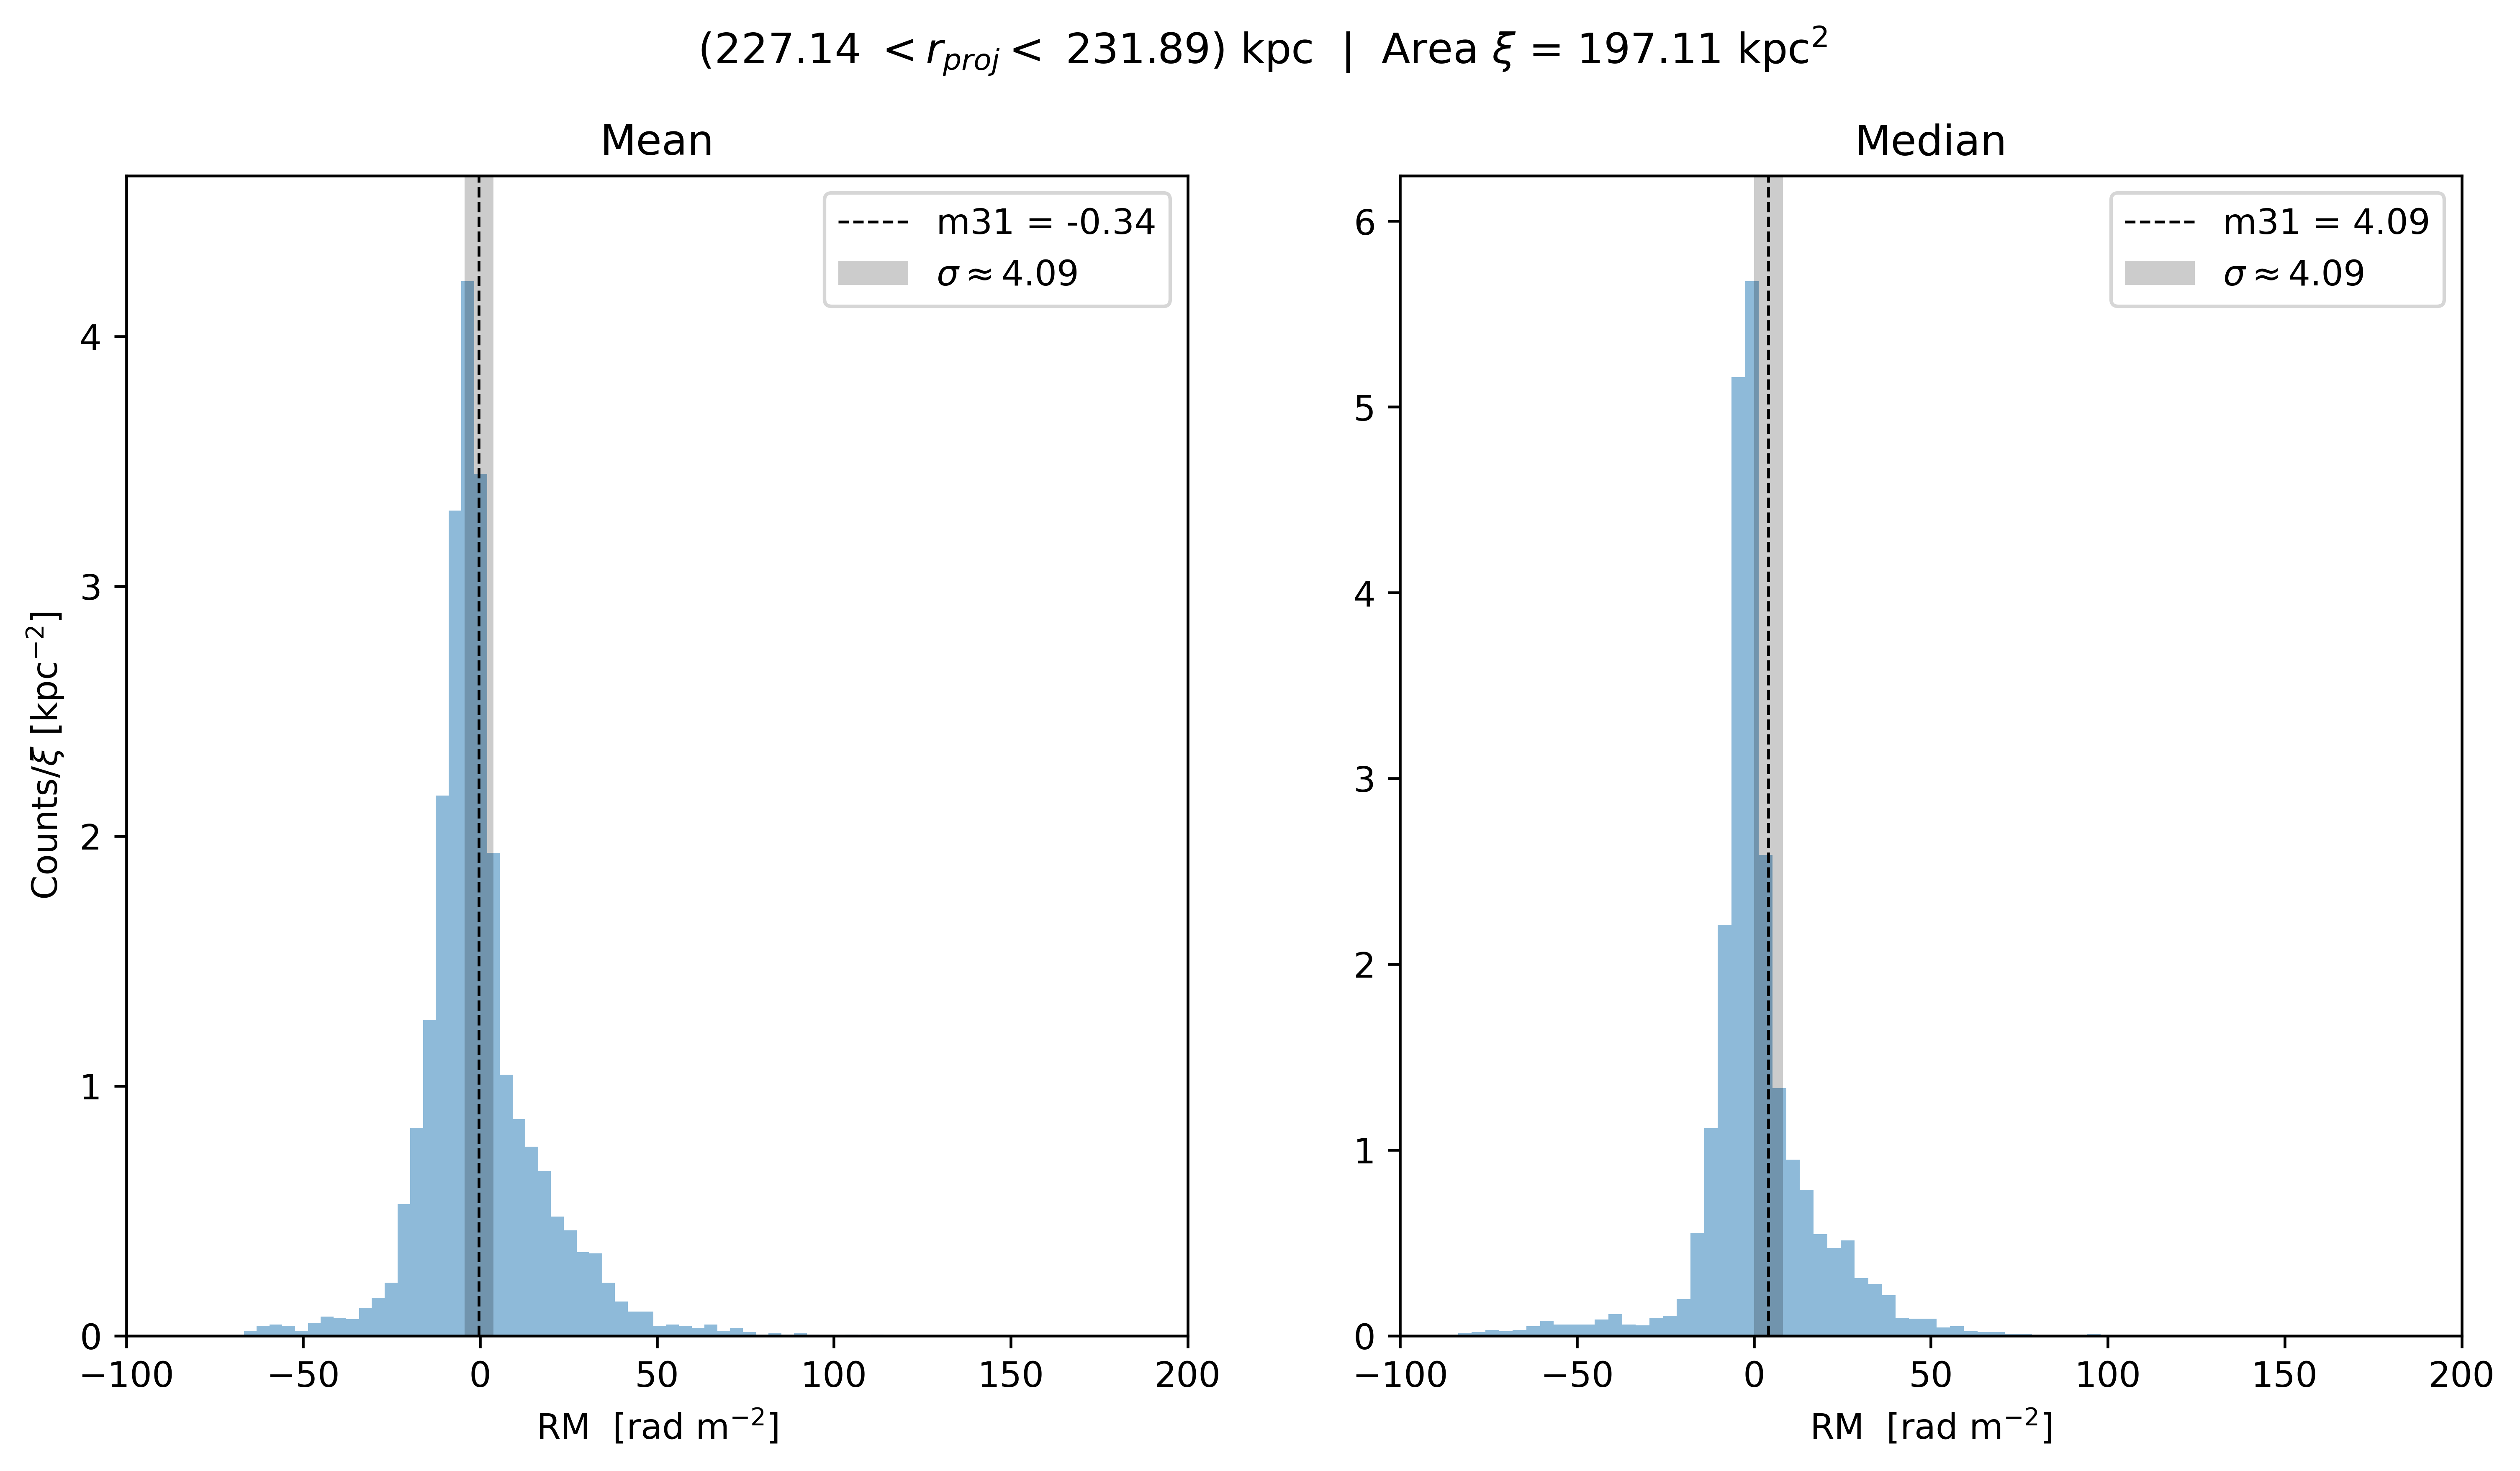 (227.14 < r_proj < 231.89) kpc | Area ξ = 197.11 kpc²
Mean
m31 = -0.34
σ ≈ 4.09
Counts/ξ [kpc⁻²]
4
3
2
1
0
−100 −50 0 50 100 150 200
RM [rad m⁻²]
Median
m31 = 4.09
σ ≈ 4.09
6
5
4
3
2
1
0
−100 −50 0 50 100 150 200
RM [rad m⁻²]